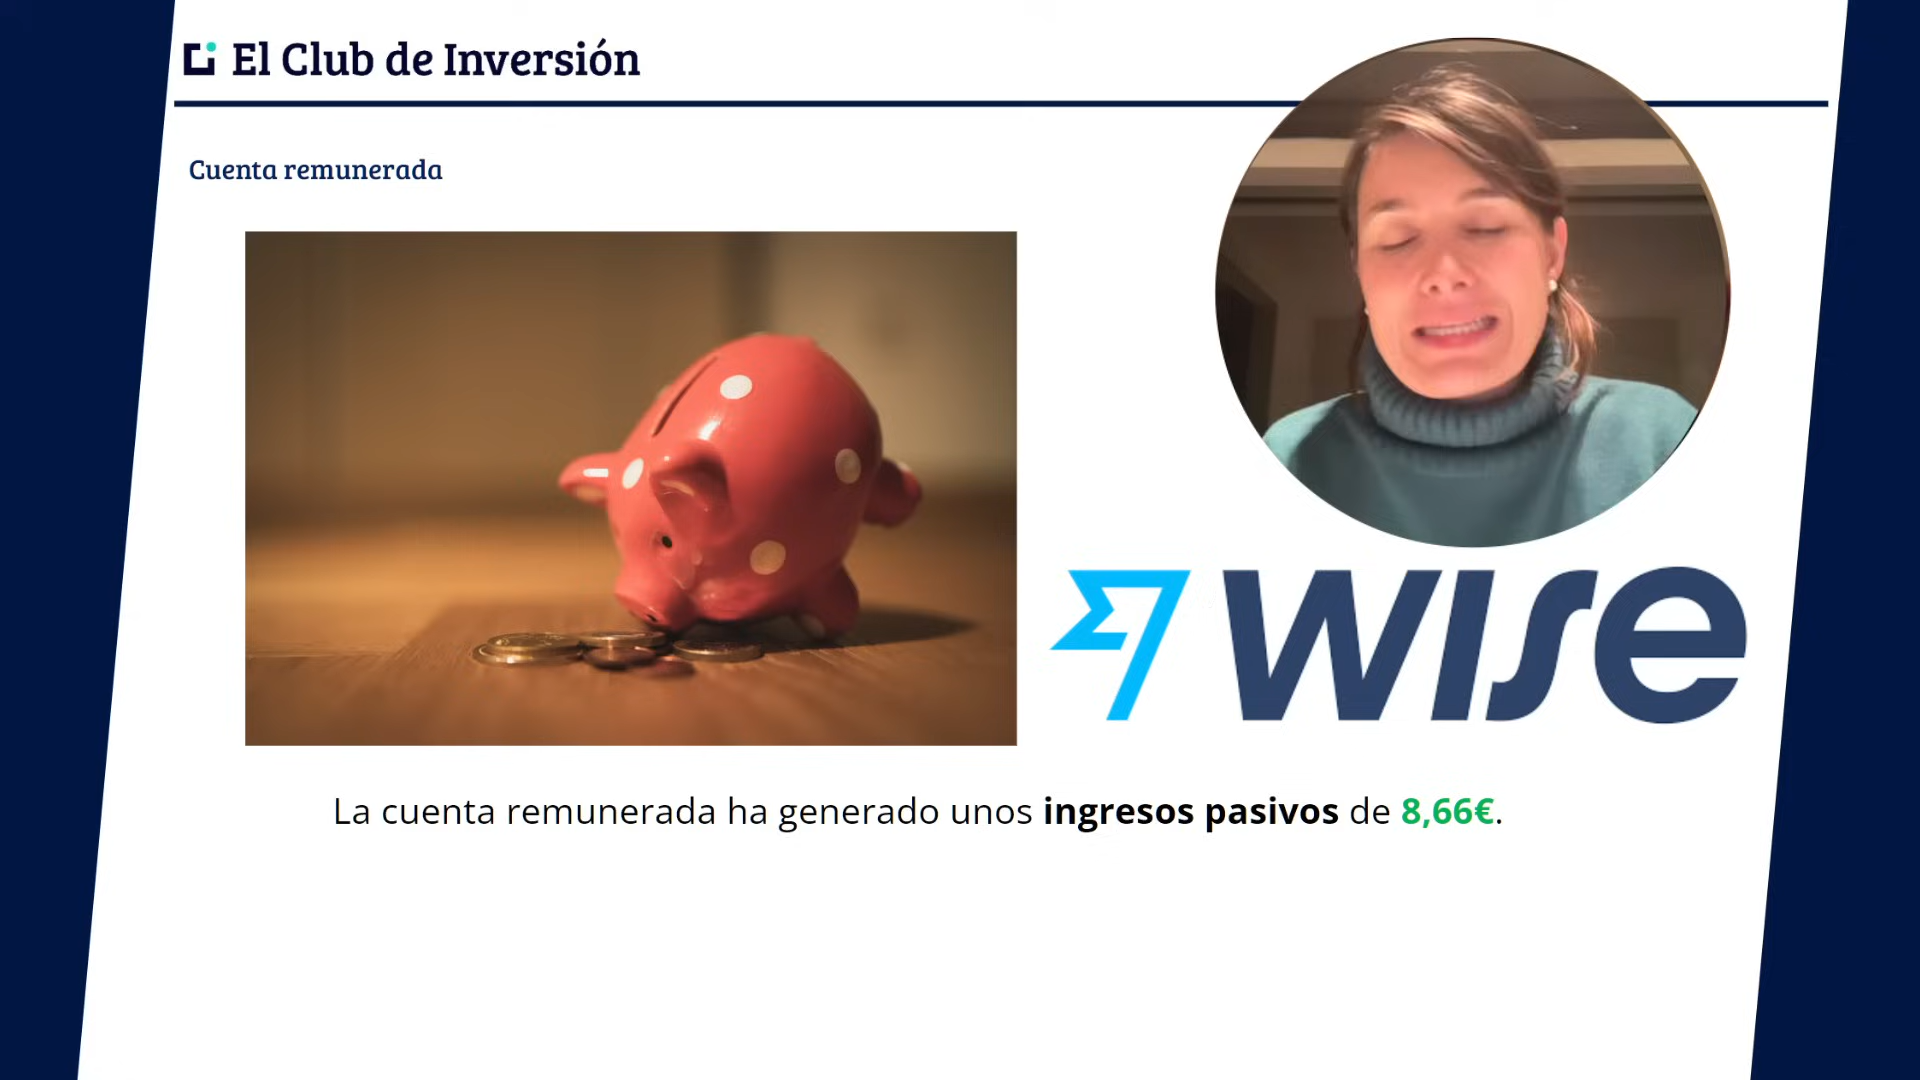 El Club de Inversión
Cuenta remunerada
wise
La cuenta remunerada ha generado unos ingresos pasivos de 8,66€.